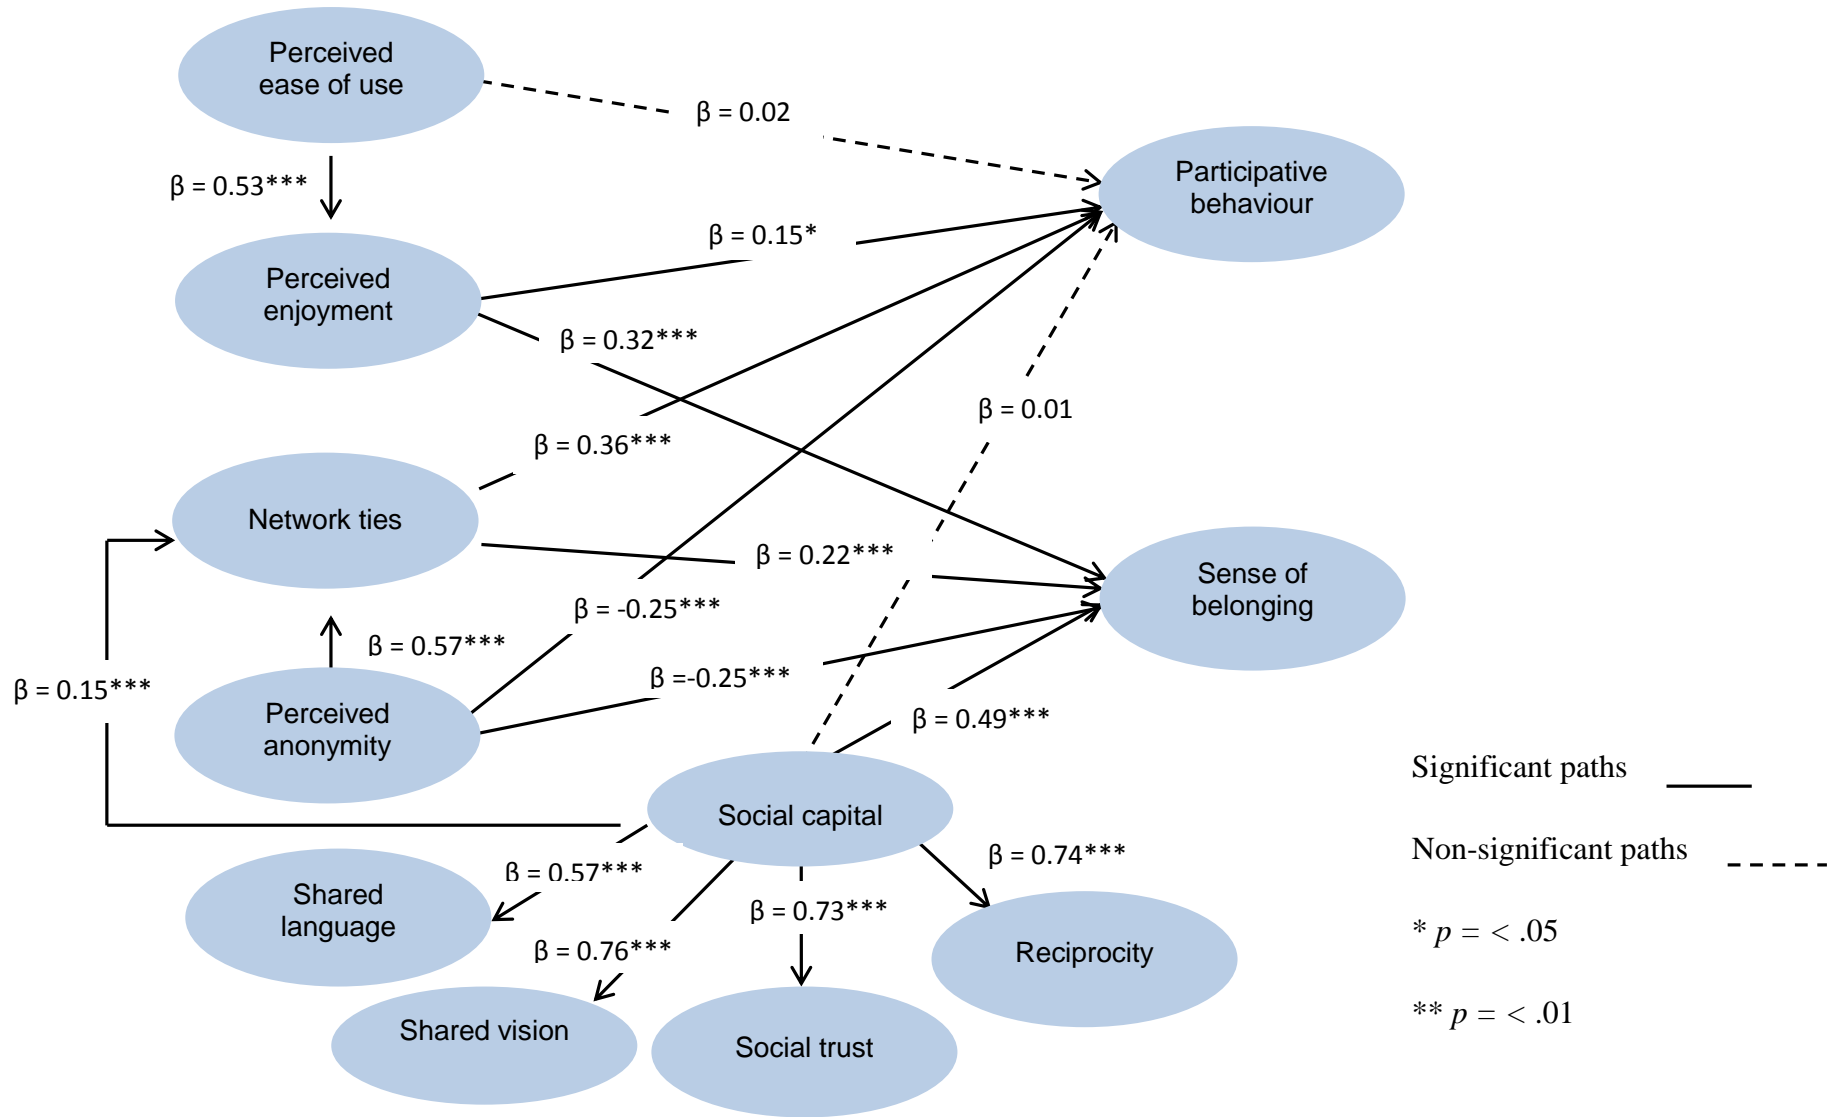 Perceived
ease of use
β = 0.02
Participative
behaviour
β = 0.53***
β = 0.15*
Perceived
enjoyment
β = 0.32***
β = 0.01
β = 0.36***
Network ties
β = 0.22***
Sense of
belonging
β = -0.25***
β = 0.57***
β =-0.25***
β = 0.15***
Perceived
anonymity
β = 0.49***
Social capital
Significant paths
Non-significant paths
* p = < .05
** p = < .01
β = 0.74***
β = 0.57***
Shared
language
β = 0.73***
β = 0.76***
Reciprocity
Shared vision
Social trust